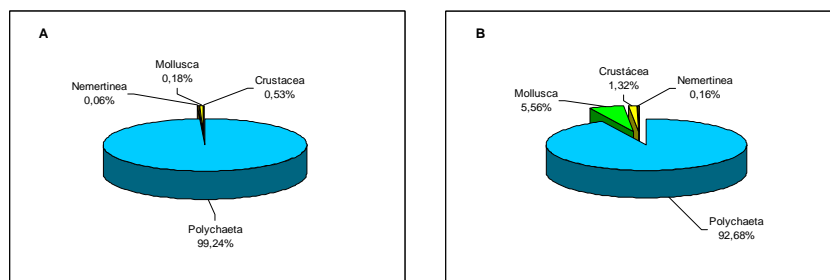 A
Mollusca
0,18%
Nemertinea
0,06%
Crustacea
0,53%
Polychaeta
99,24%
B
Crustácea
1,32%
Nemertinea
0,16%
Mollusca
5,56%
Polychaeta
92,68%